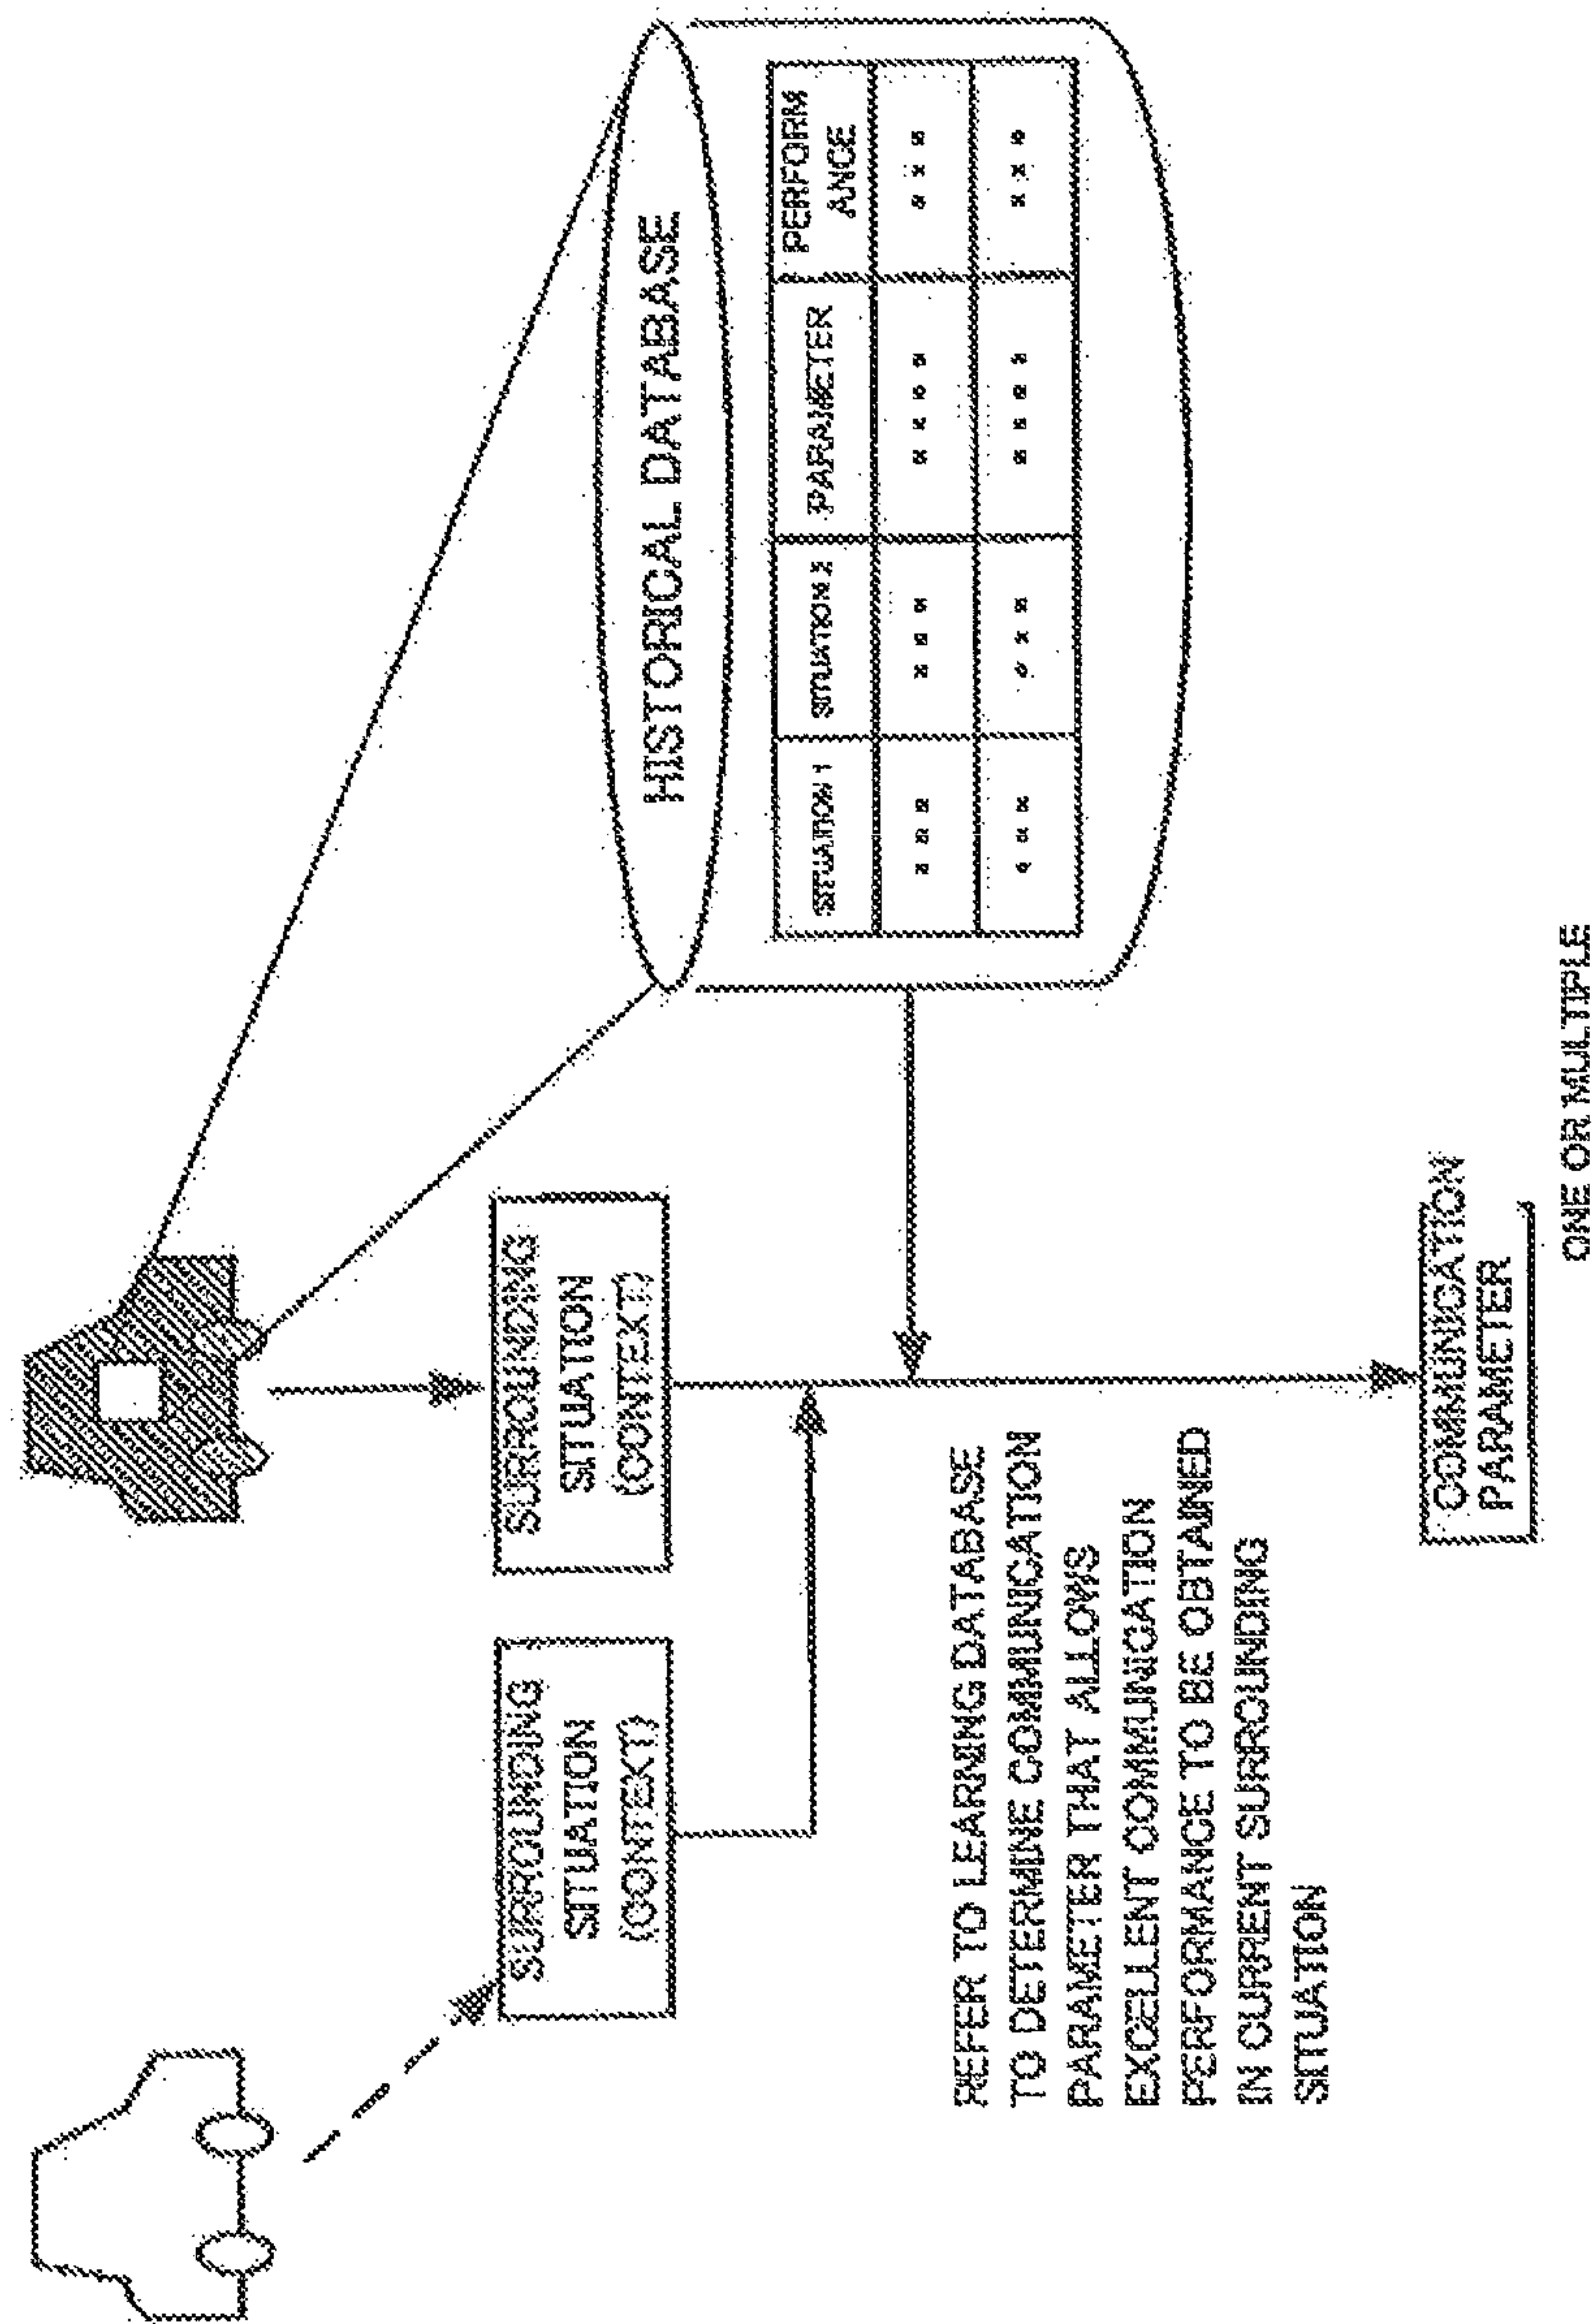 HISTORICAL DATABASE
SITUATION 1
SITUATION 2
PARAMETER
PERFORM
ANCE
SURROUNDING
SITUATION
(CONTEXT)
SURROUNDING
SITUATION
(CONTEXT)
REFER TO LEARNING DATABASE
TO DETERMINE COMMUNICATION
PARAMETER THAT ALLOWS
EXCELLENT COMMUNICATION
PERFORMANCE TO BE OBTAINED
IN CURRENT SURROUNDING
SITUATION
COMMUNICATION
PARAMETER
ONE OR MULTIPLE